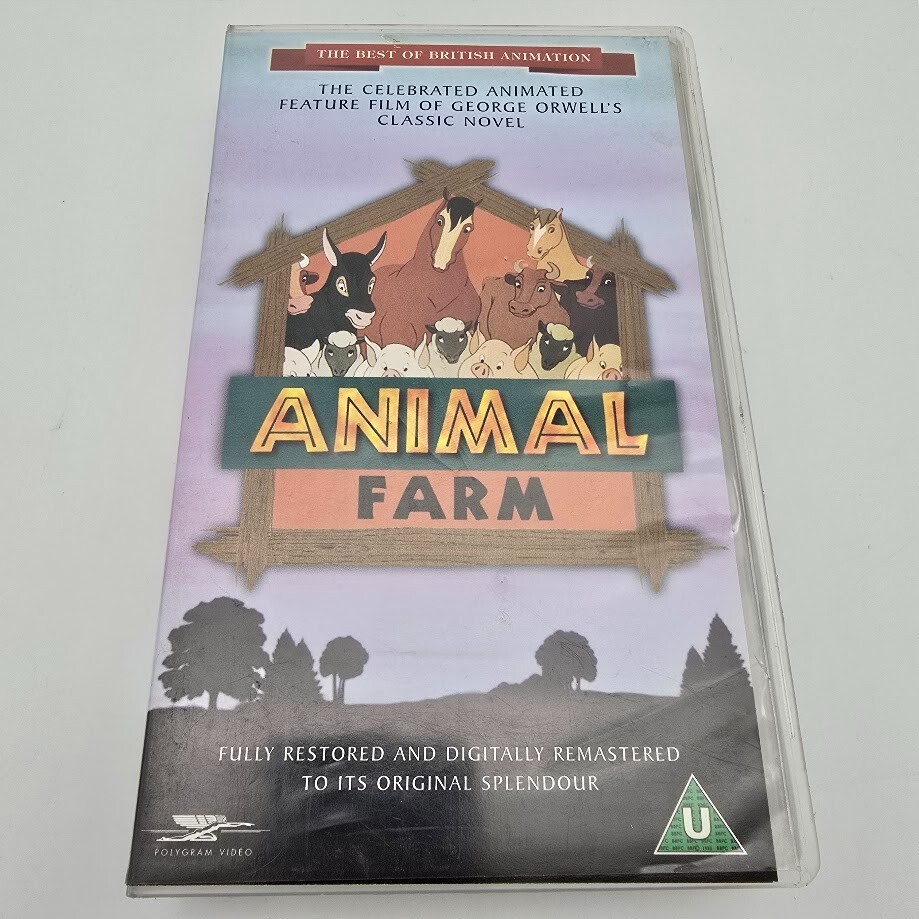 THE BEST OF BRITISH ANIMATION
THE CELEBRATED ANIMATED
FEATURE FILM OF GEORGE ORWELL'S
CLASSIC NOVEL
ANIMAL
FARM
FULLY RESTORED AND DIGITALLY REMASTERED
TO ITS ORIGINAL SPLENDOUR
POLYGRAM VIDEO
U